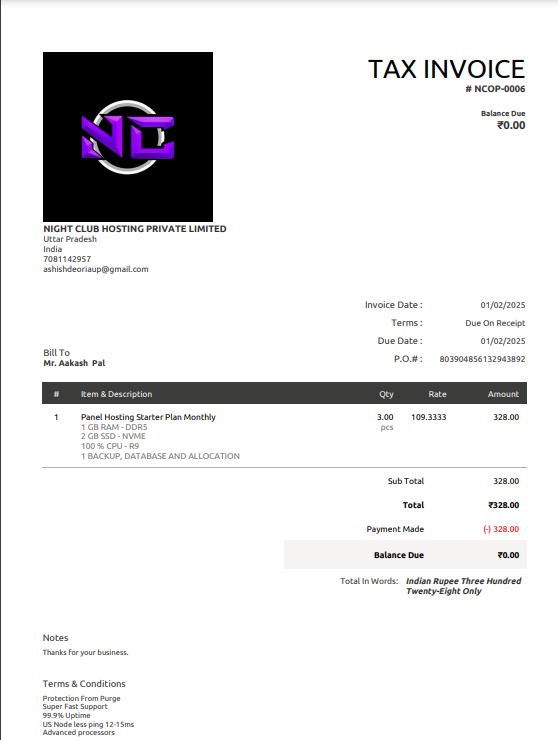 NC
TAX INVOICE
# NCOP-0006
Balance Due
₹0.00
NIGHT CLUB HOSTING PRIVATE LIMITED
Uttar Pradesh
India
7081142957
ashishdeoriaup@gmail.com
Invoice Date : 01/02/2025
Terms : Due On Receipt
Due Date : 01/02/2025
P.O.# : 803904856132943892
Bill To
Mr. Aakash Pal
# Item & Description Qty Rate Amount
1 Panel Hosting Starter Plan Monthly 3.00 109.3333 328.00
1 GB RAM - DDR5 pcs
2 GB SSD - NVME
100 % CPU - R9
1 BACKUP, DATABASE AND ALLOCATION
Sub Total 328.00
Total ₹328.00
Payment Made (-) 328.00
Balance Due ₹0.00
Total In Words: Indian Rupee Three Hundred
Twenty-Eight Only
Notes
Thanks for your business.
Terms & Conditions
Protection From Purge
Super Fast Support
99.9% Uptime
US Node less ping 12-15ms
Advanced processors